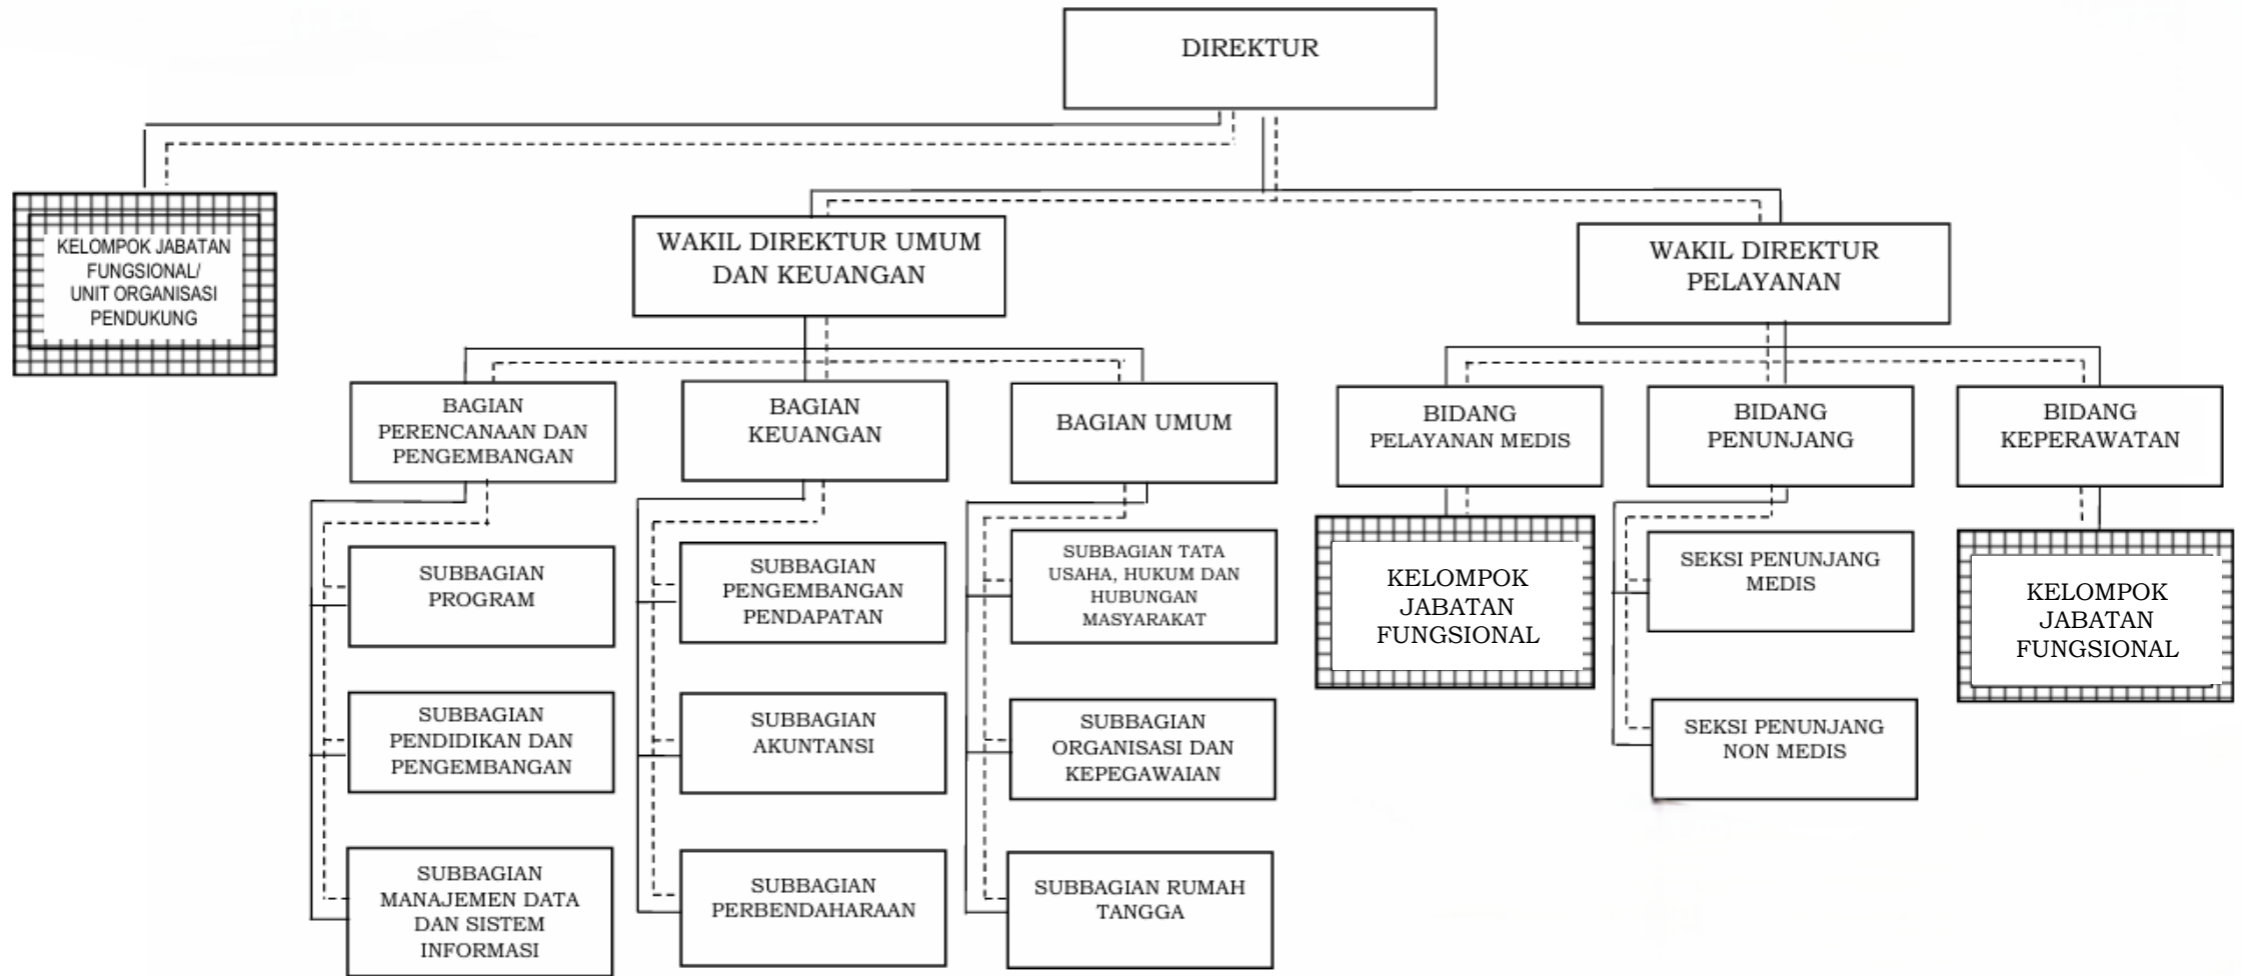 DIREKTUR
KELOMPOK JABATAN
FUNGSIONAL/
UNIT ORGANISASI
PENDUKUNG
WAKIL DIREKTUR UMUM
DAN KEUANGAN
WAKIL DIREKTUR
PELAYANAN
BAGIAN
PERENCANAAN DAN
PENGEMBANGAN
BAGIAN
KEUANGAN
BAGIAN UMUM
BIDANG
PELAYANAN MEDIS
BIDANG
PENUNJANG
BIDANG
KEPERAWATAN
SUBBAGIAN
PROGRAM
SUBBAGIAN
PENGEMBANGAN
PENDAPATAN
SUBBAGIAN TATA
USAHA, HUKUM DAN
HUBUNGAN
MASYARAKAT
KELOMPOK
JABATAN
FUNGSIONAL
SEKSI PENUNJANG
MEDIS
KELOMPOK
JABATAN
FUNGSIONAL
SUBBAGIAN
PENDIDIKAN DAN
PENGEMBANGAN
SUBBAGIAN
AKUNTANSI
SUBBAGIAN
ORGANISASI DAN
KEPEGAWAIAN
SEKSI PENUNJANG
NON MEDIS
SUBBAGIAN
MANAJEMEN DATA
DAN SISTEM
INFORMASI
SUBBAGIAN
PERBENDAHARAAN
SUBBAGIAN RUMAH
TANGGA